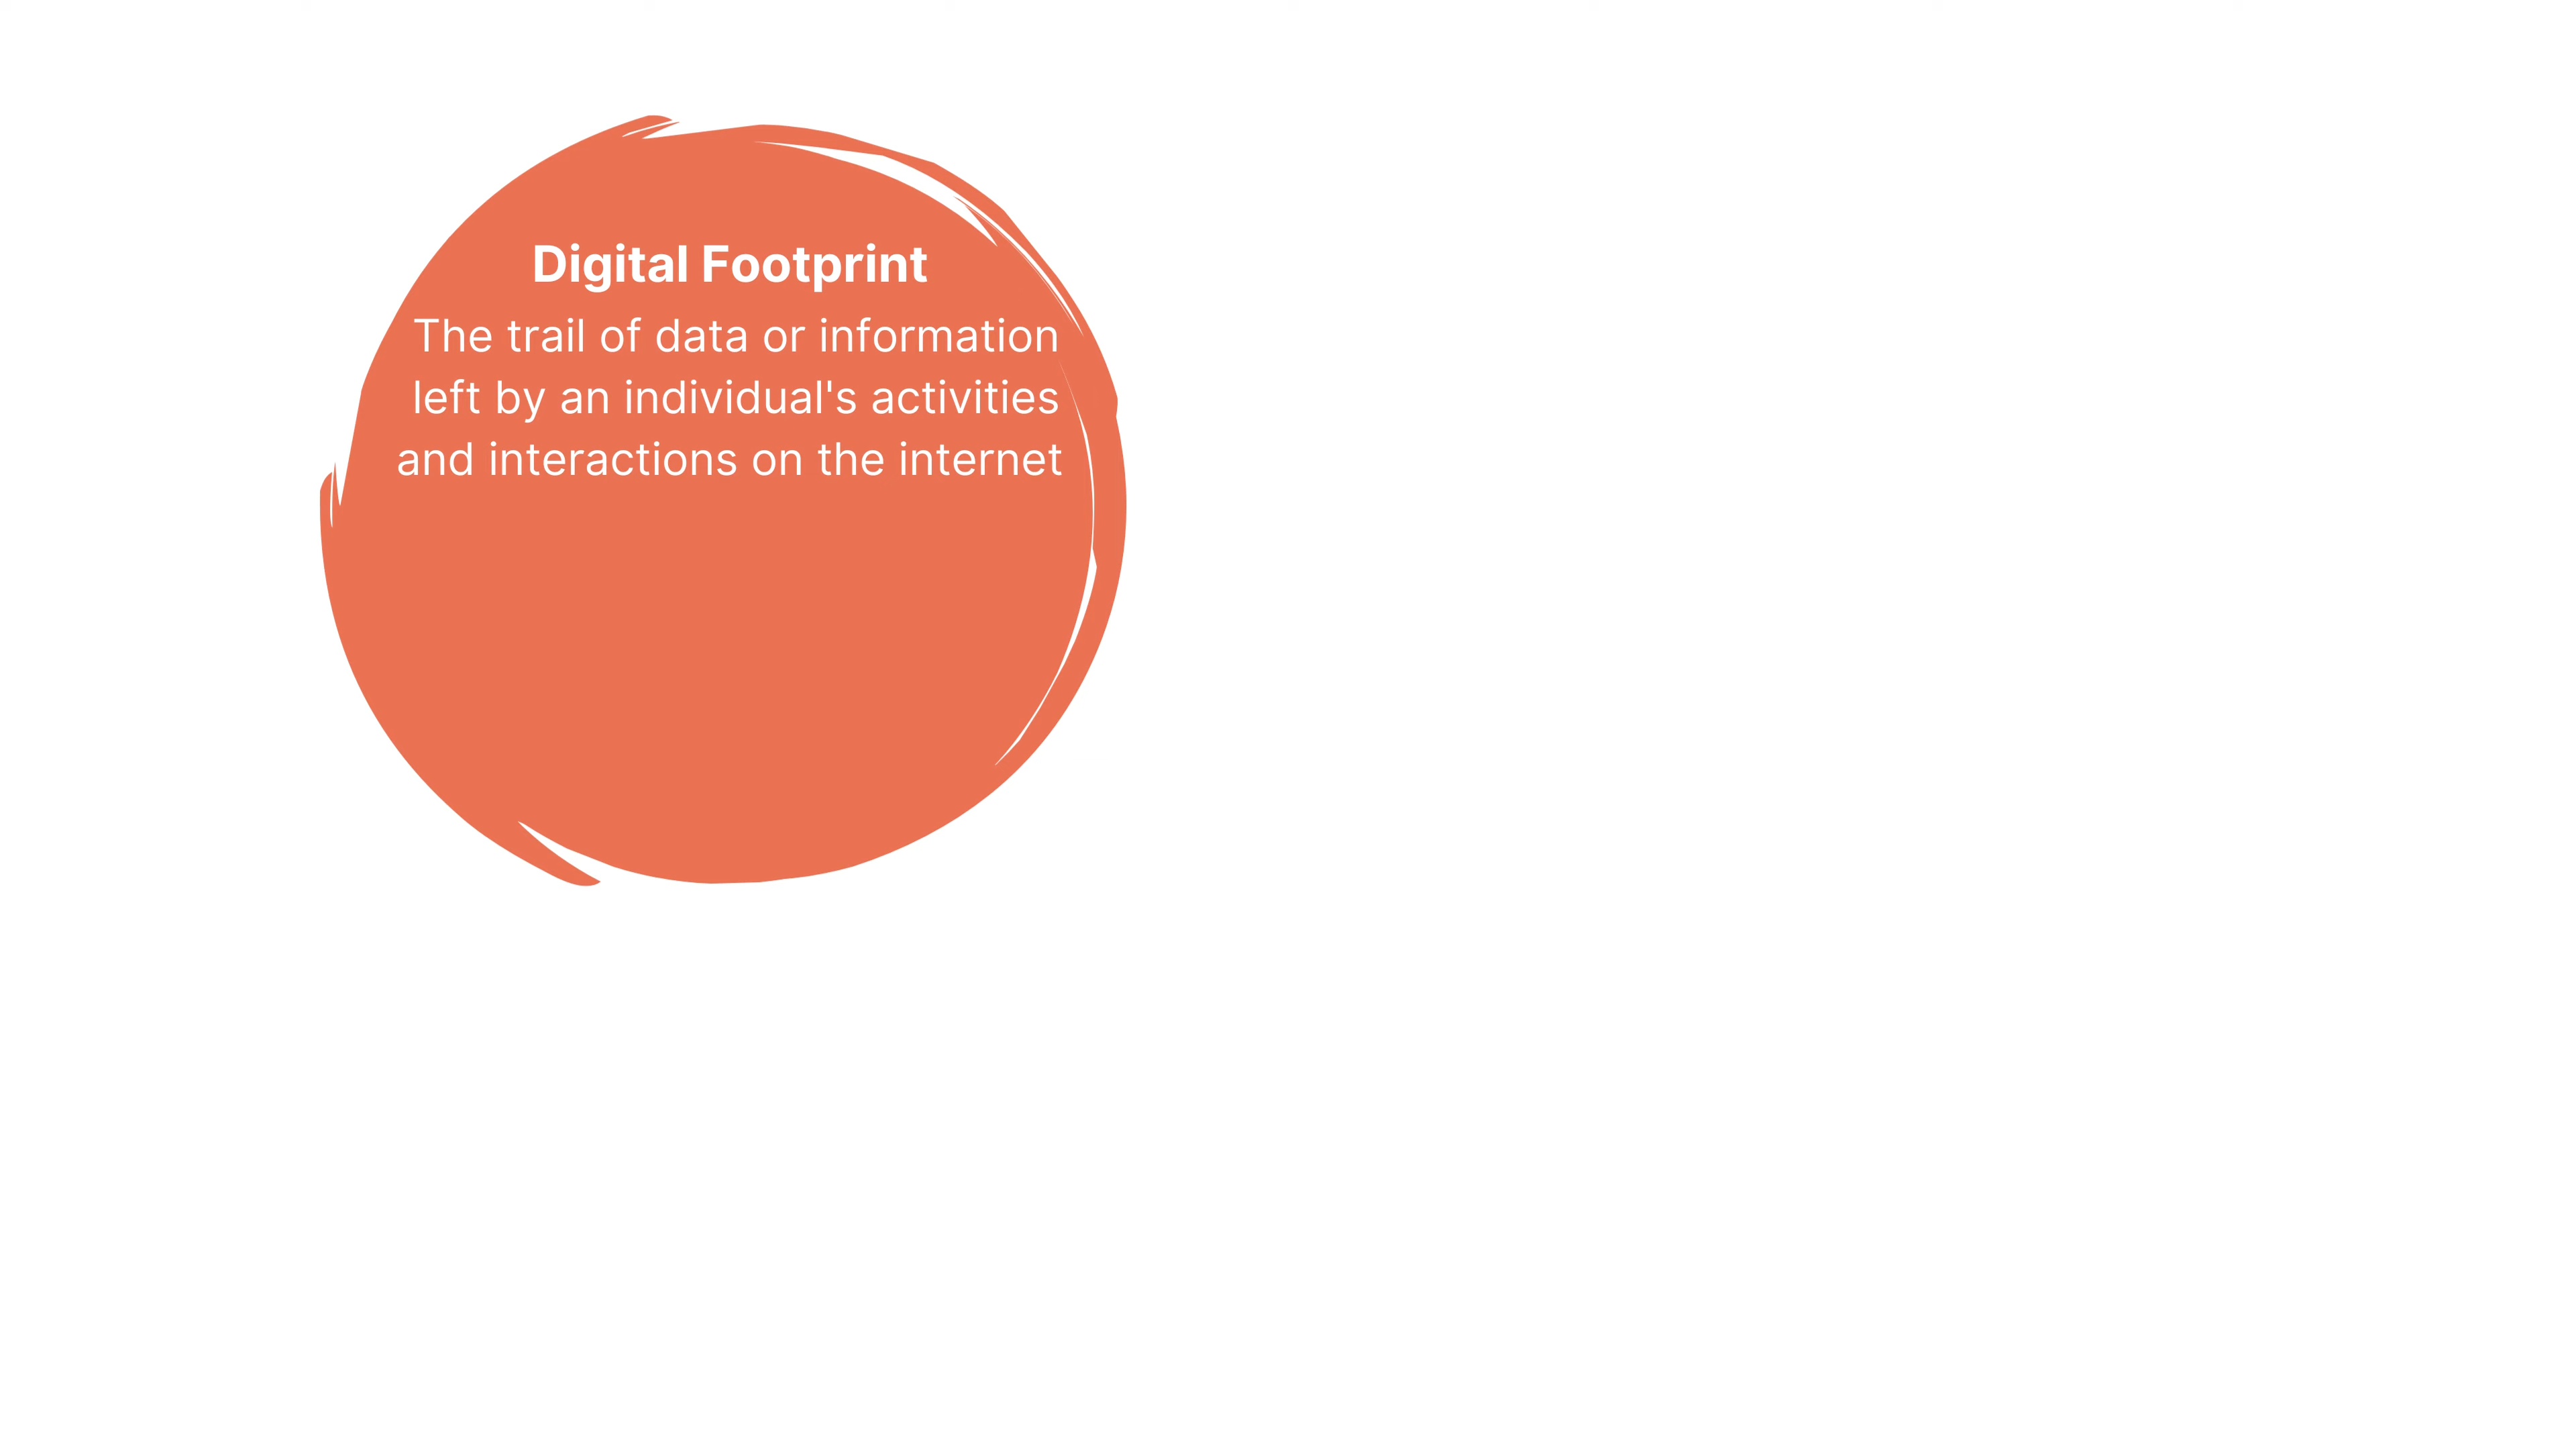 Digital Footprint
The trail of data or information
left by an individual's activities
and interactions on the internet